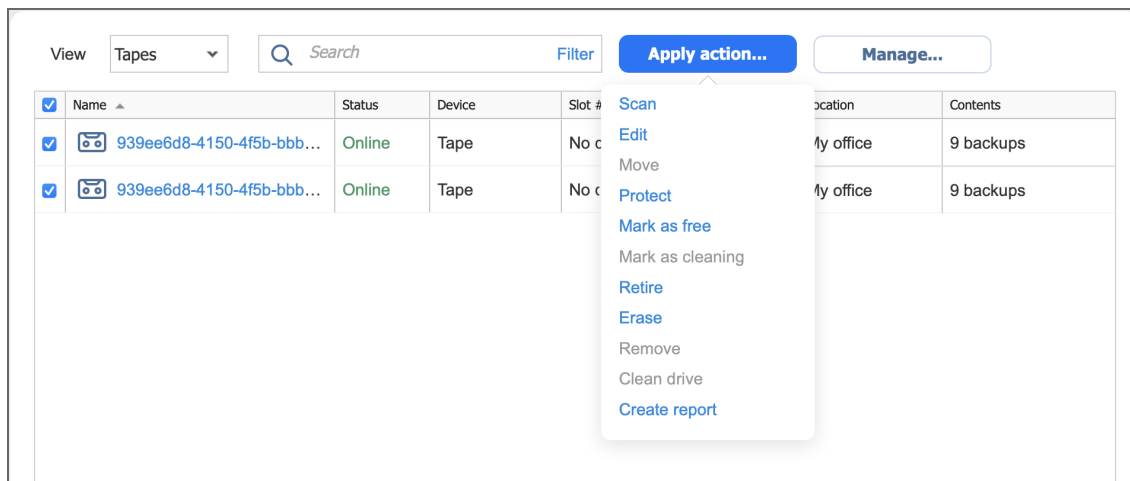 View Tapes Search Filter Apply action... Manage...
Name Status Device Slot # ocation Contents
939ee6d8-4150-4f5b-bbb... Online Tape No My office 9 backups
939ee6d8-4150-4f5b-bbb... Online Tape No My office 9 backups
Scan
Edit
Move
Protect
Mark as free
Mark as cleaning
Retire
Erase
Remove
Clean drive
Create report